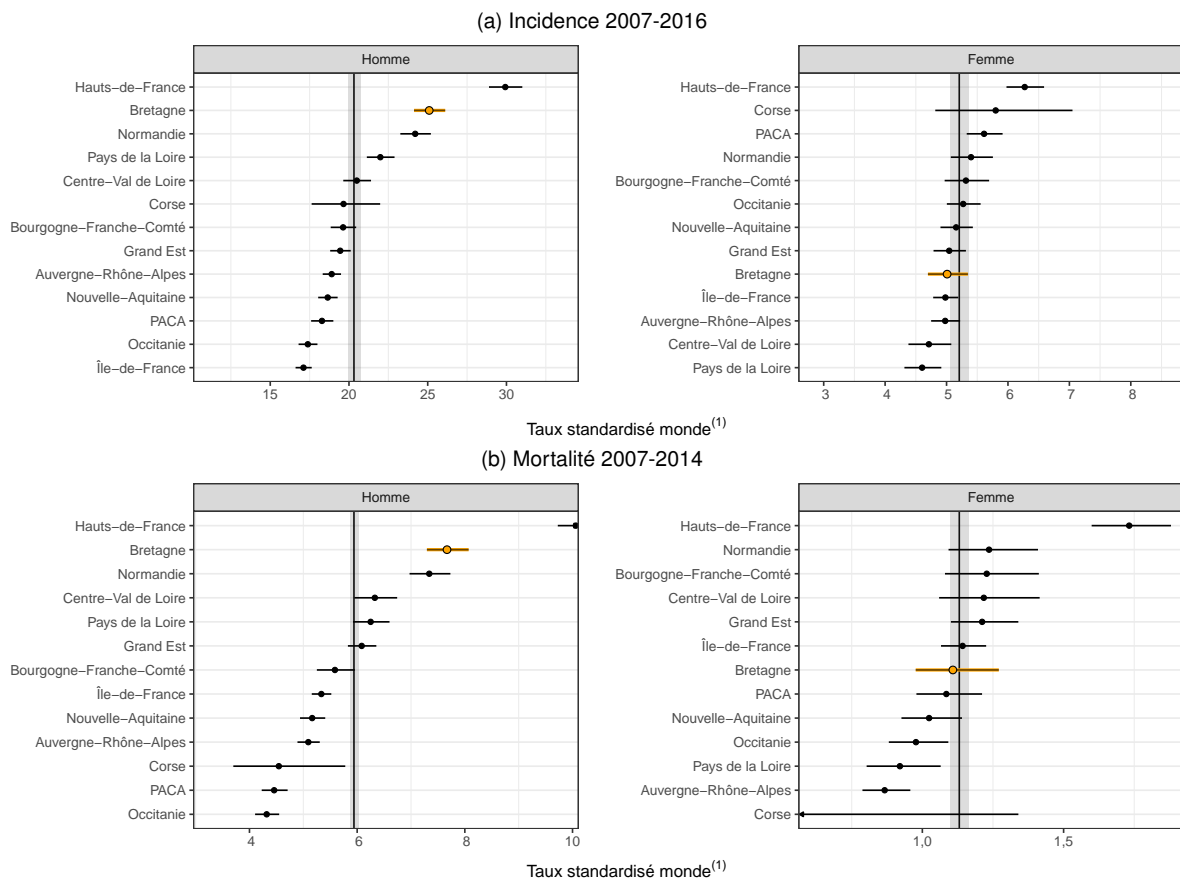 (a) Incidence 2007-2016
Homme
Hauts−de−France
Bretagne
Normandie
Pays de la Loire
Centre−Val de Loire
Corse
Bourgogne−Franche−Comté
Grand Est
Auvergne−Rhône−Alpes
Nouvelle−Aquitaine
PACA
Occitanie
Île−de−France
15 20 25 30
Femme
Hauts−de−France
Corse
PACA
Normandie
Bourgogne−Franche−Comté
Occitanie
Nouvelle−Aquitaine
Grand Est
Bretagne
Île−de−France
Auvergne−Rhône−Alpes
Centre−Val de Loire
Pays de la Loire
3 4 5 6 7 8
Taux standardisé monde(1)
(b) Mortalité 2007-2014
Homme
Hauts−de−France
Bretagne
Normandie
Centre−Val de Loire
Pays de la Loire
Grand Est
Bourgogne−Franche−Comté
Île−de−France
Nouvelle−Aquitaine
Auvergne−Rhône−Alpes
Corse
PACA
Occitanie
4 6 8 10
Femme
Hauts−de−France
Normandie
Bourgogne−Franche−Comté
Centre−Val de Loire
Grand Est
Île−de−France
Bretagne
PACA
Nouvelle−Aquitaine
Occitanie
Pays de la Loire
Auvergne−Rhône−Alpes
Corse
1,0 1,5
Taux standardisé monde(1)